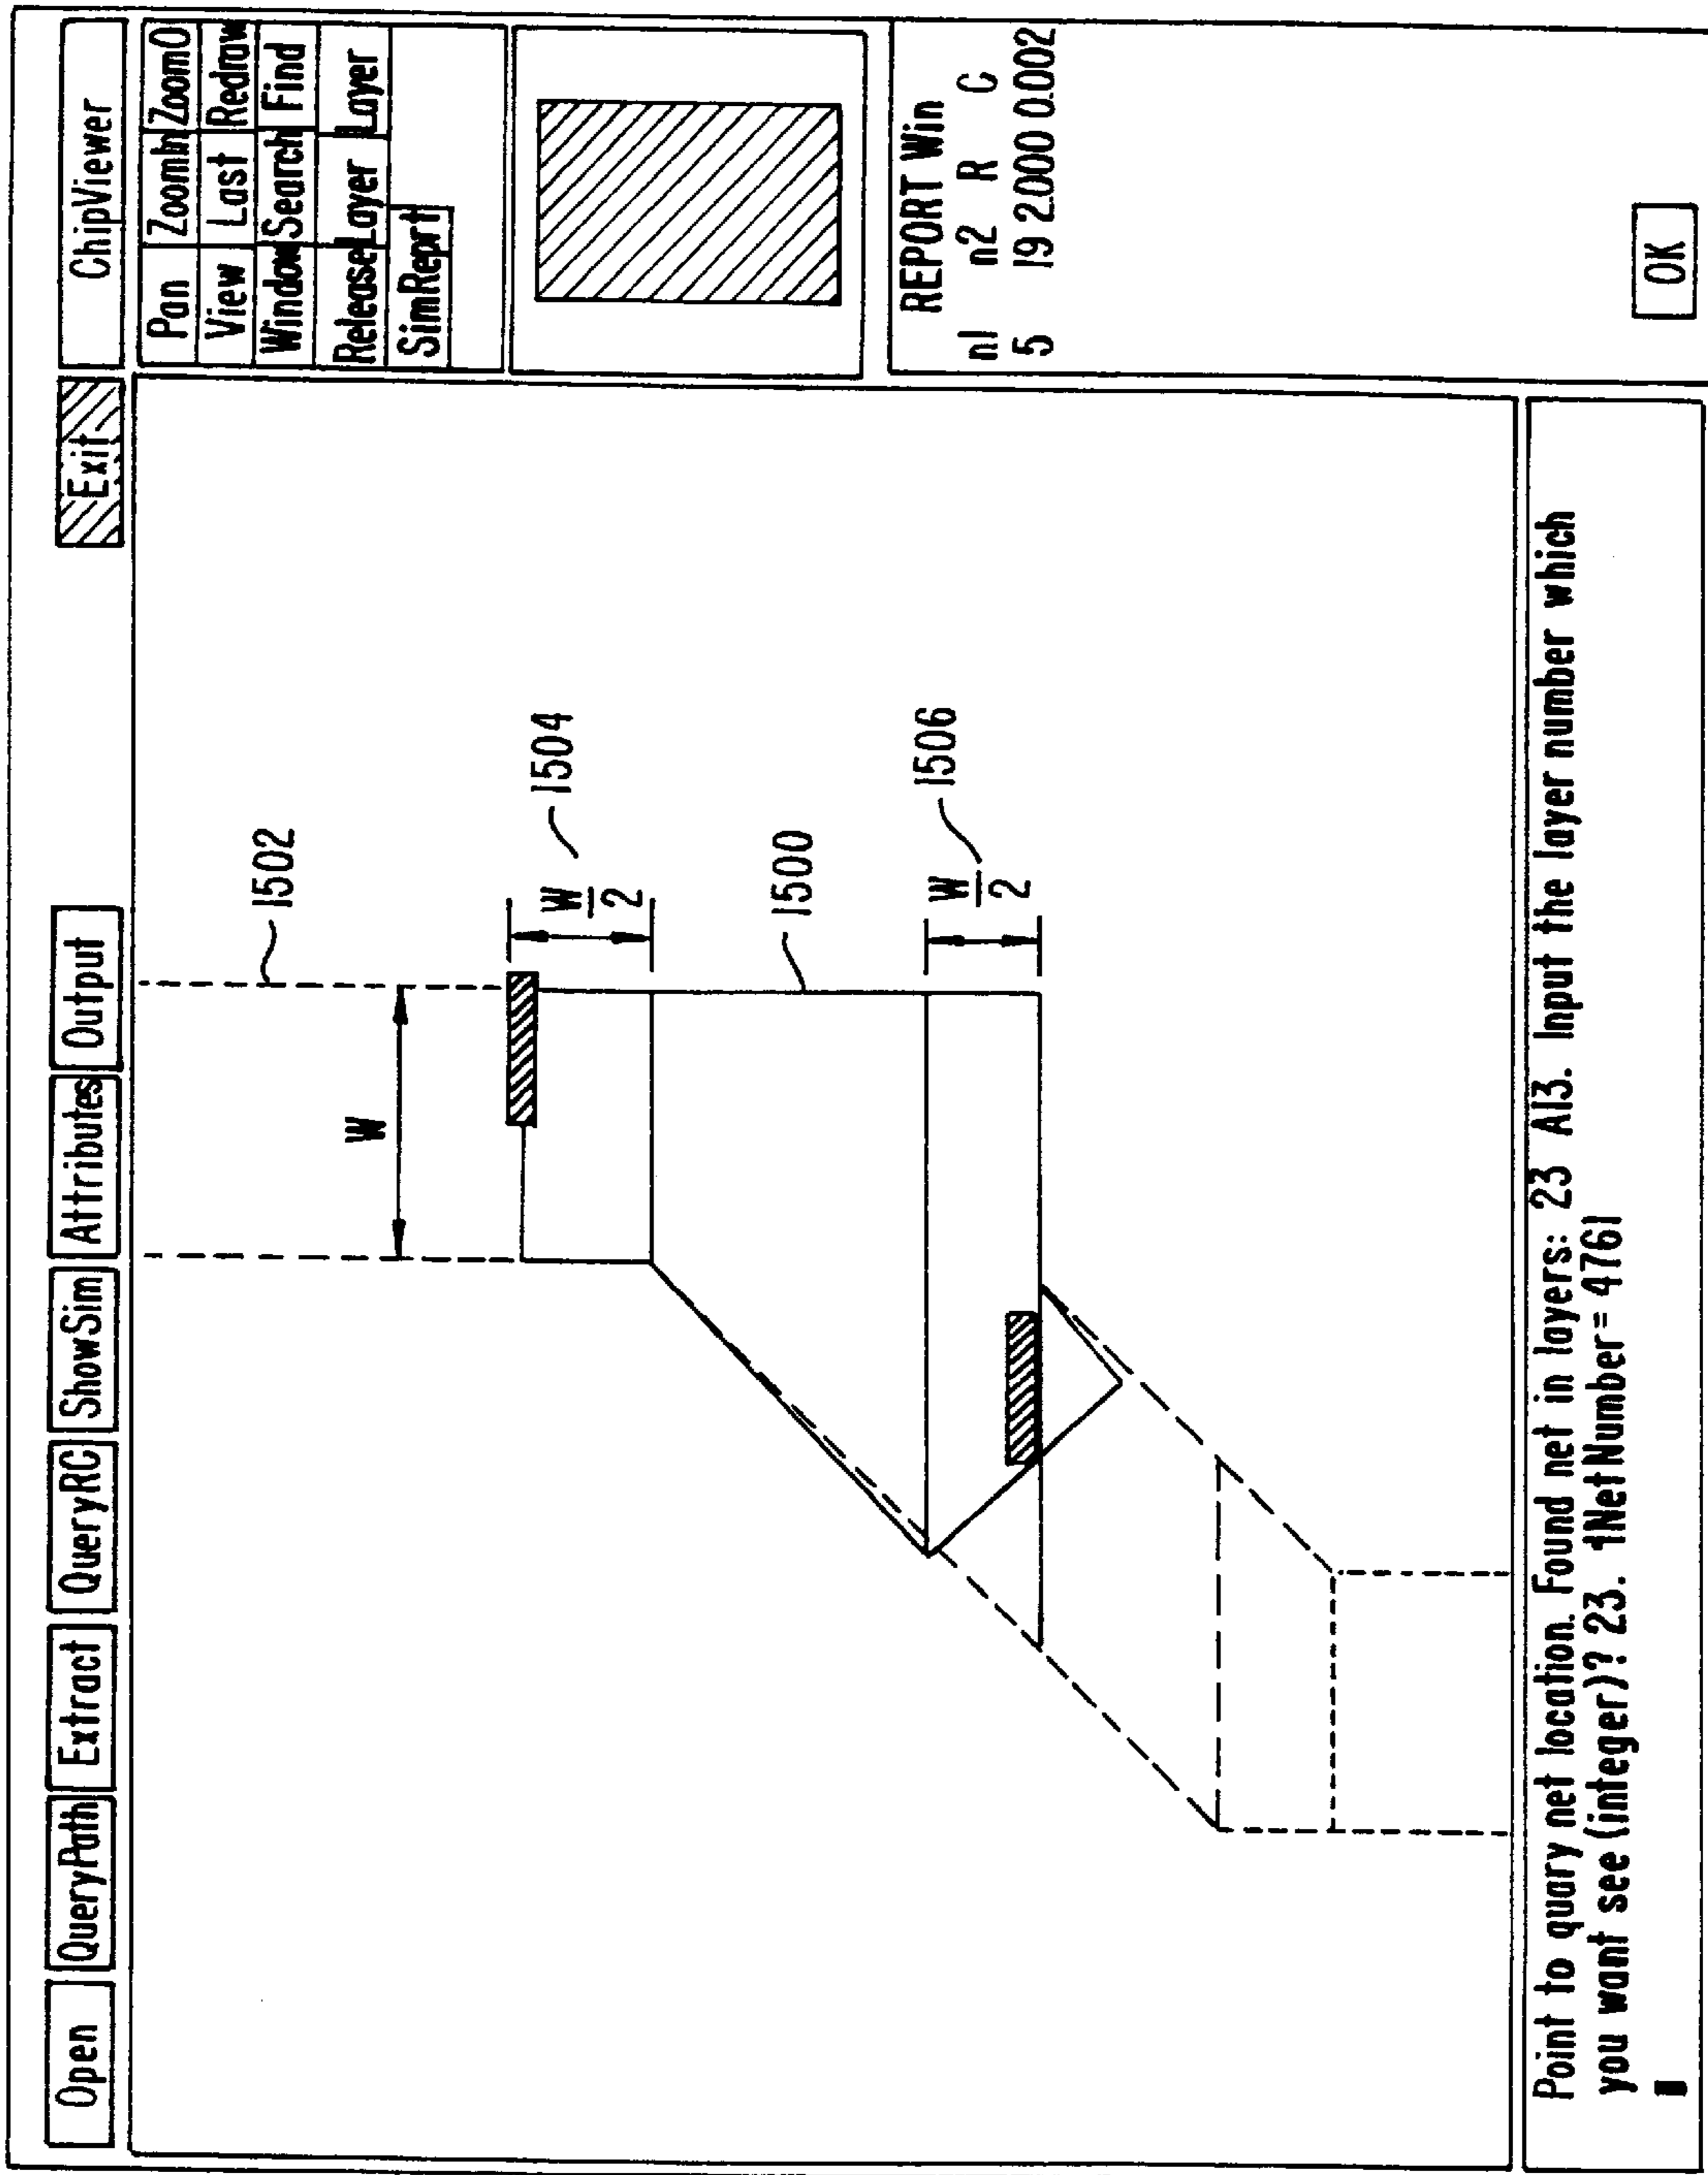 Open QueryPath Extract QueryRC ShowSim Attributes Output Exit ChipViewer
Pan ZoomIn ZoomO
View Last Redraw
Window Search Find
Release Layer Layer
SimReprt
1502
W
W/2
1504
1500
W/2
1506
REPORT Win
n1 n2 R C
5 19 2.000 0.002
Point to quary net location. Found net in layers: 23 A13. Input the layer number which
you want see (integer)? 23. 1NetNumber= 4761
OK